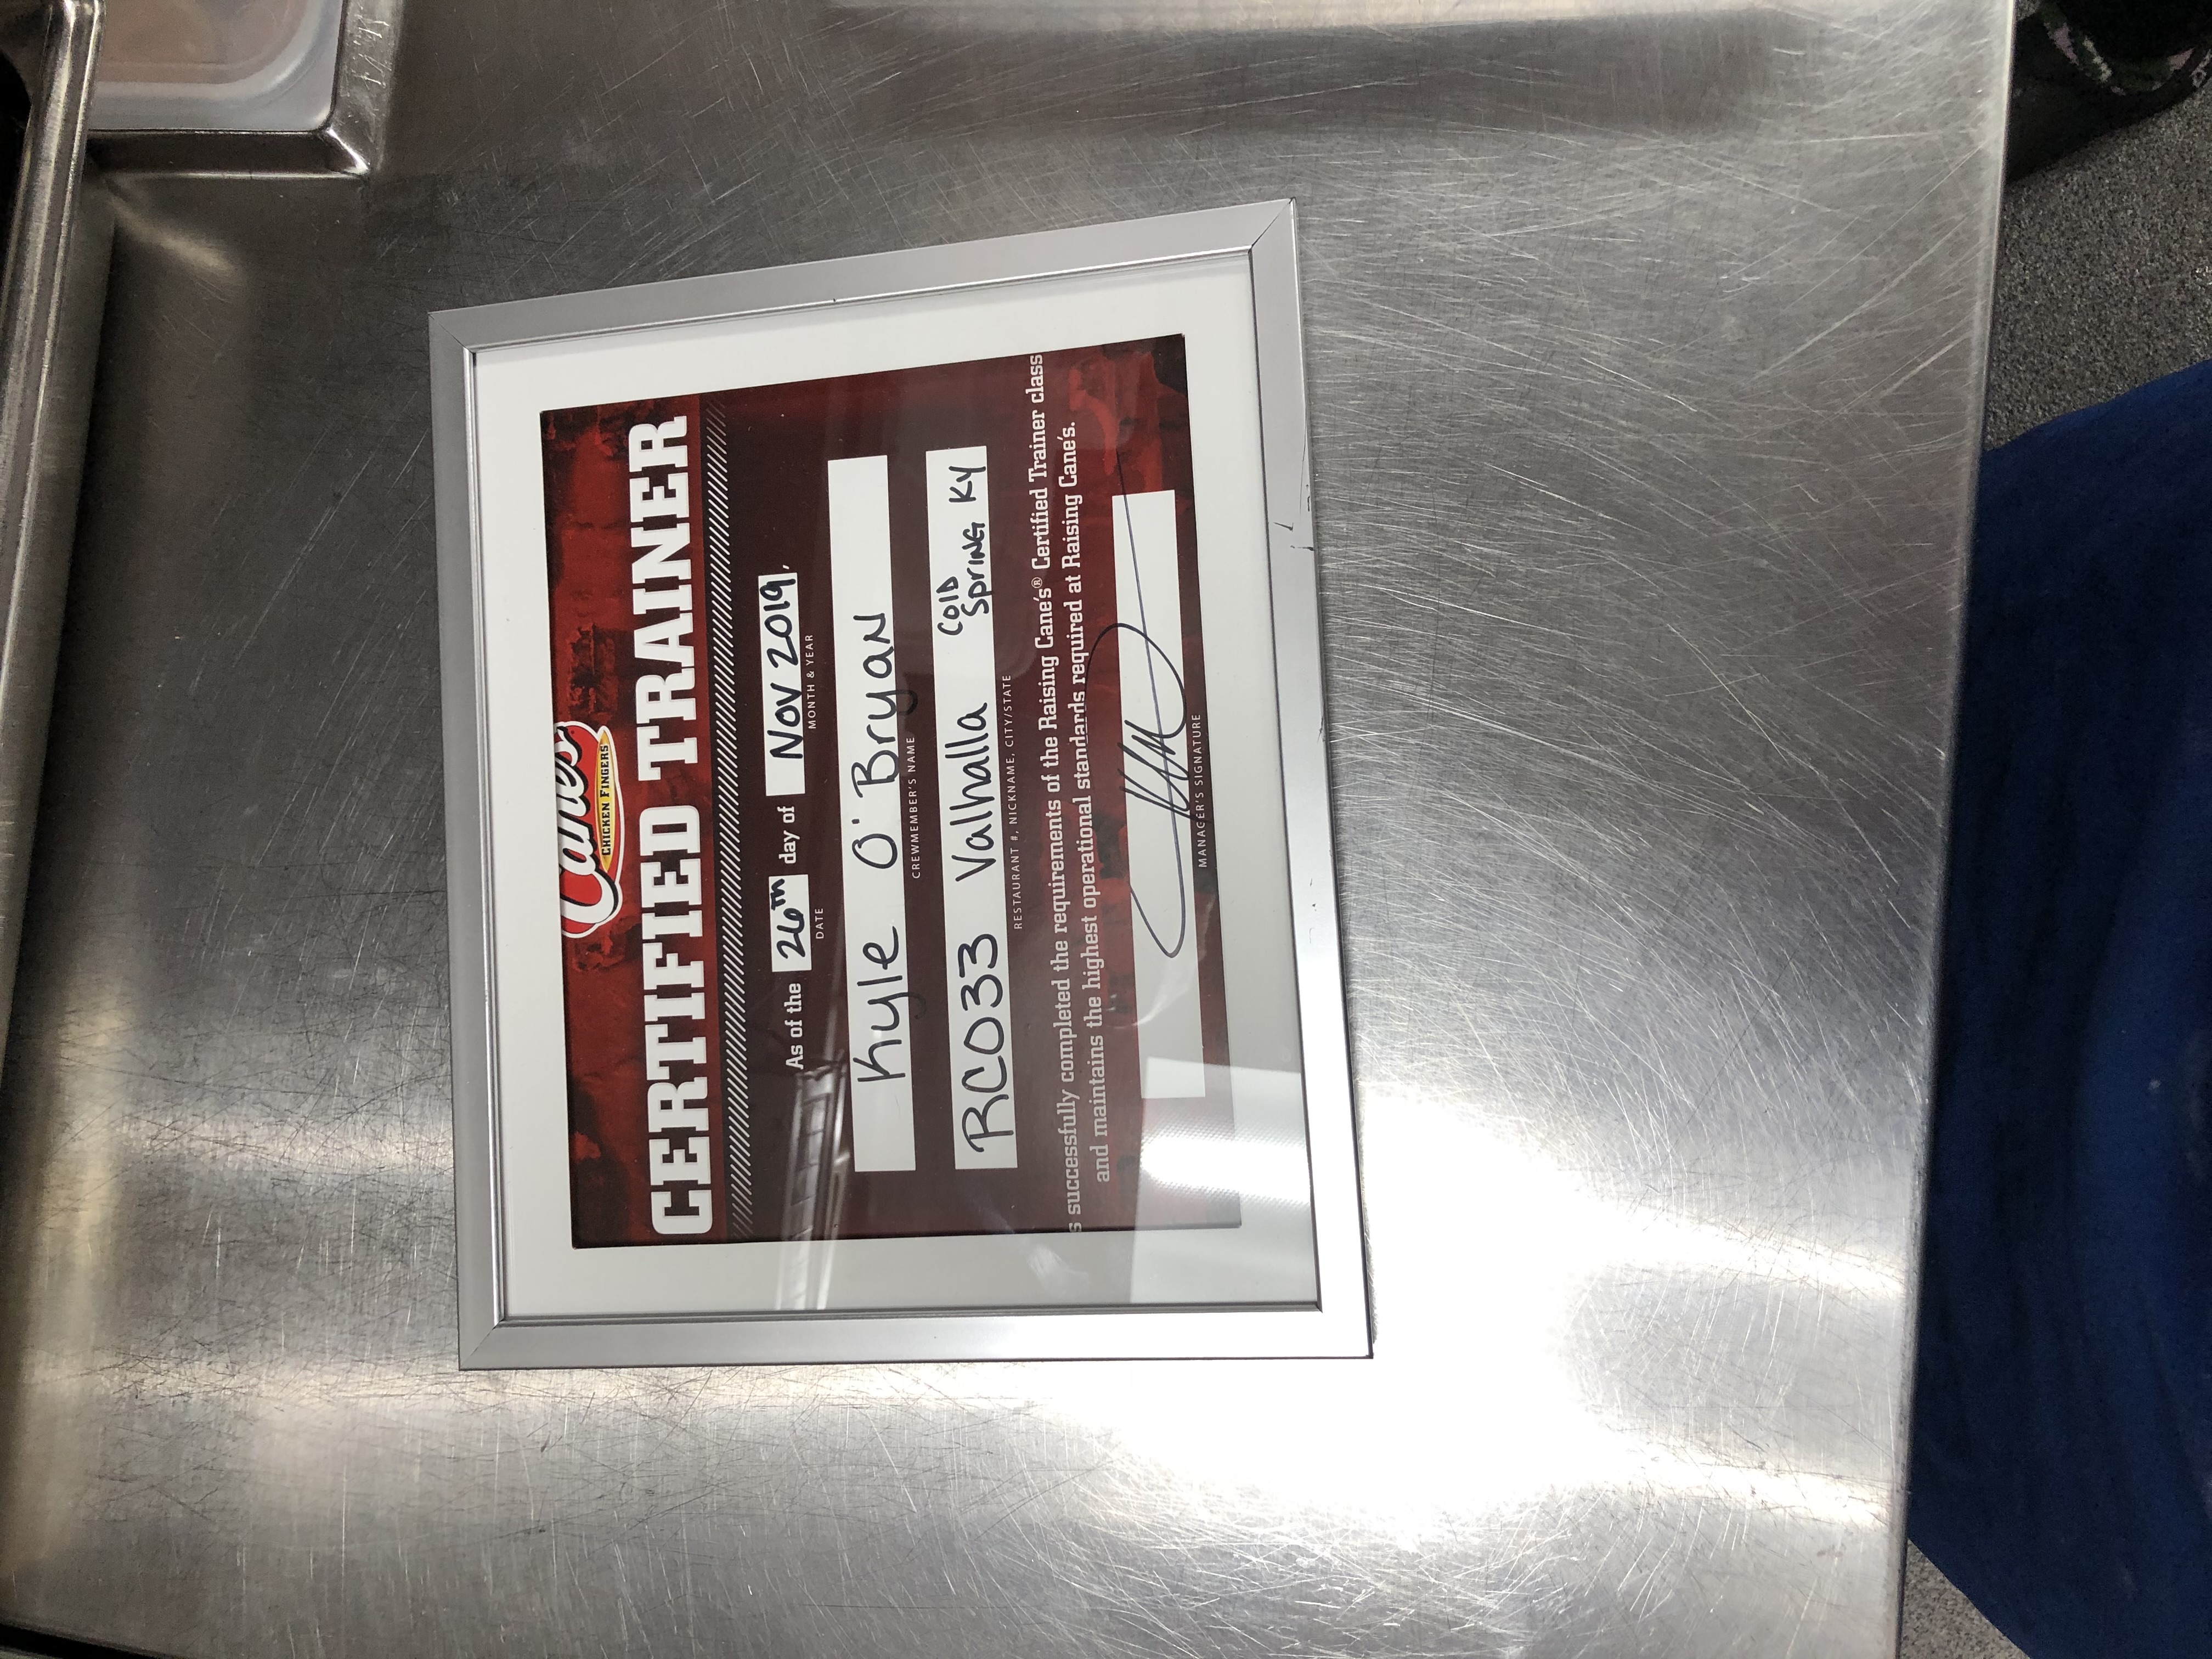 Cane's
CHICKEN FINGERS
CERTIFIED TRAINER
As of the 26th day of Nov 2019,
DATE MONTH & YEAR
Kyle O'Bryan
CREWMEMBER'S NAME
RC033 Valhalla Cold Spring KY
RESTAURANT #, NICKNAME, CITY/STATE
s successfully completed the requirements of the Raising Cane's® Certified Trainer class
and maintains the highest operational standards required at Raising Cane's.
MANAGER'S SIGNATURE